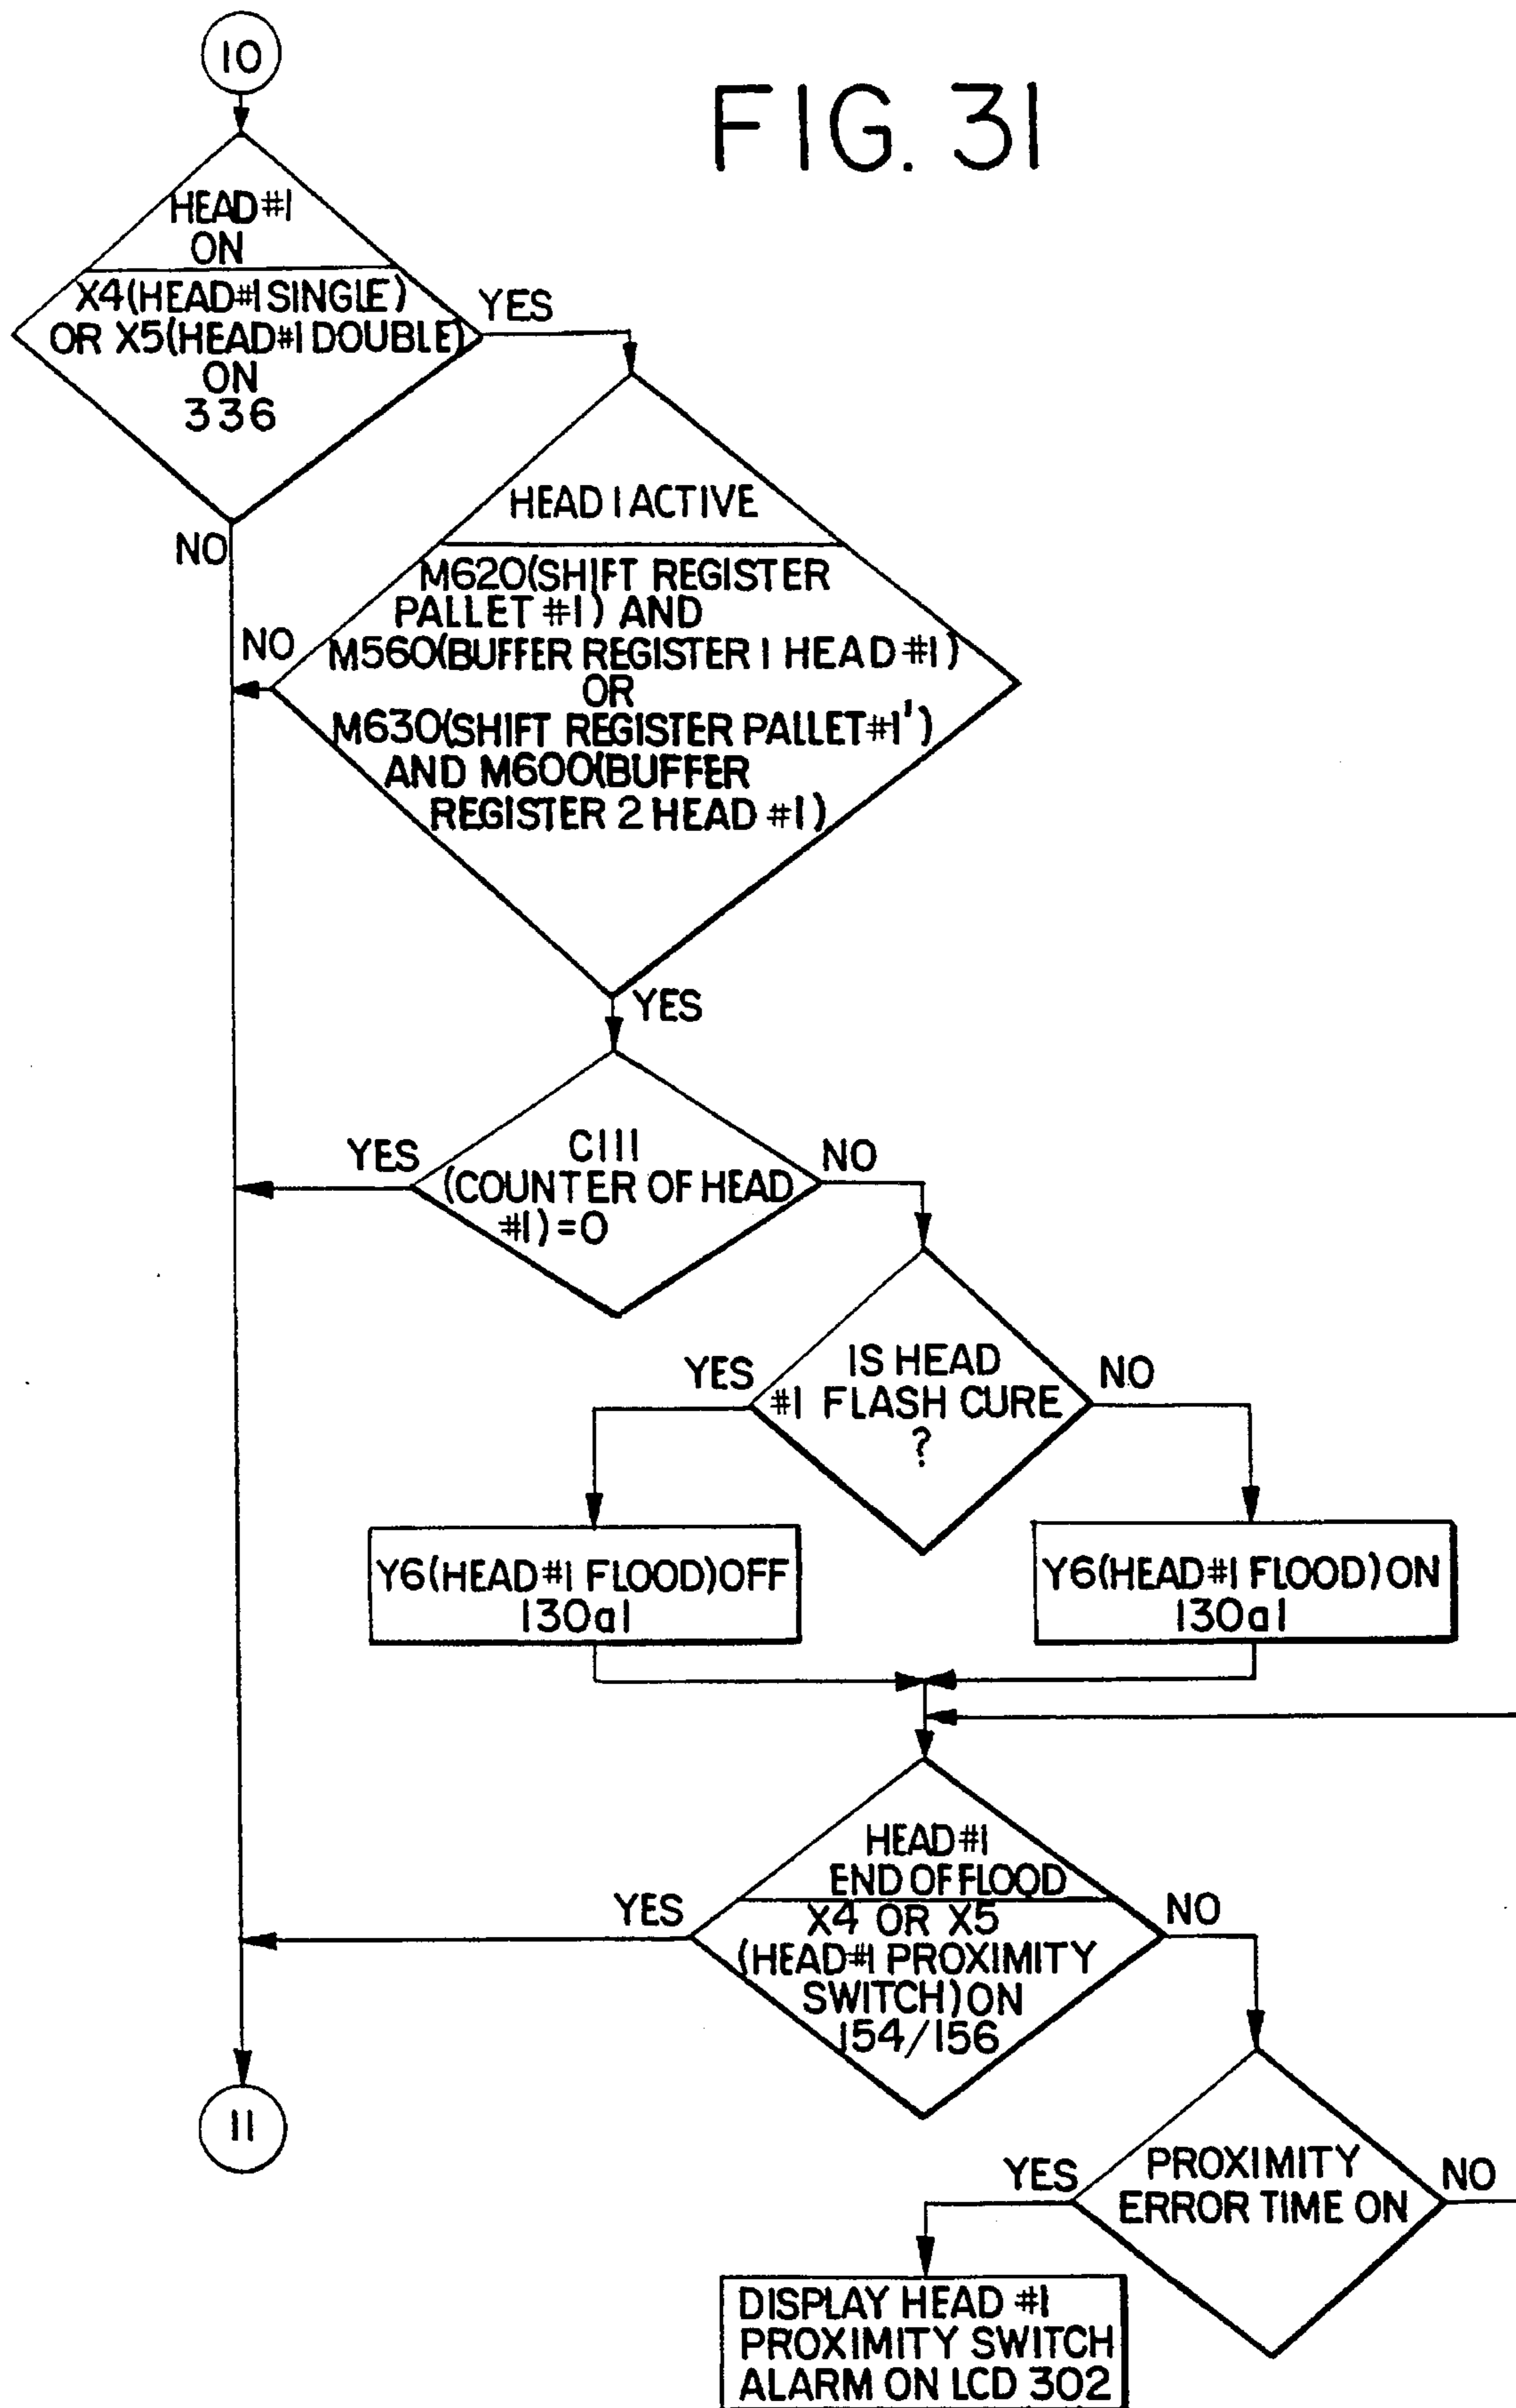 10
FIG. 31
HEAD #1
ON
X4(HEAD#1 SINGLE)
OR X5(HEAD#1 DOUBLE)
ON
336
YES
NO
HEAD 1 ACTIVE
M620(SHIFT REGISTER
PALLET #1) AND
M560(BUFFER REGISTER 1 HEAD #1)
OR
M630(SHIFT REGISTER PALLET#1')
AND M600(BUFFER
REGISTER 2 HEAD #1)
NO
YES
C111
(COUNTER OF HEAD
#1)=0
YES
NO
IS HEAD
#1 FLASH CURE
?
YES
NO
Y6(HEAD#1 FLOOD)OFF
130a1
Y6(HEAD#1 FLOOD)ON
130a1
HEAD#1
END OF FLOOD
X4 OR X5
(HEAD#1 PROXIMITY
SWITCH)ON
154/156
YES
NO
11
PROXIMITY
ERROR TIME ON
YES
NO
DISPLAY HEAD #1
PROXIMITY SWITCH
ALARM ON LCD 302